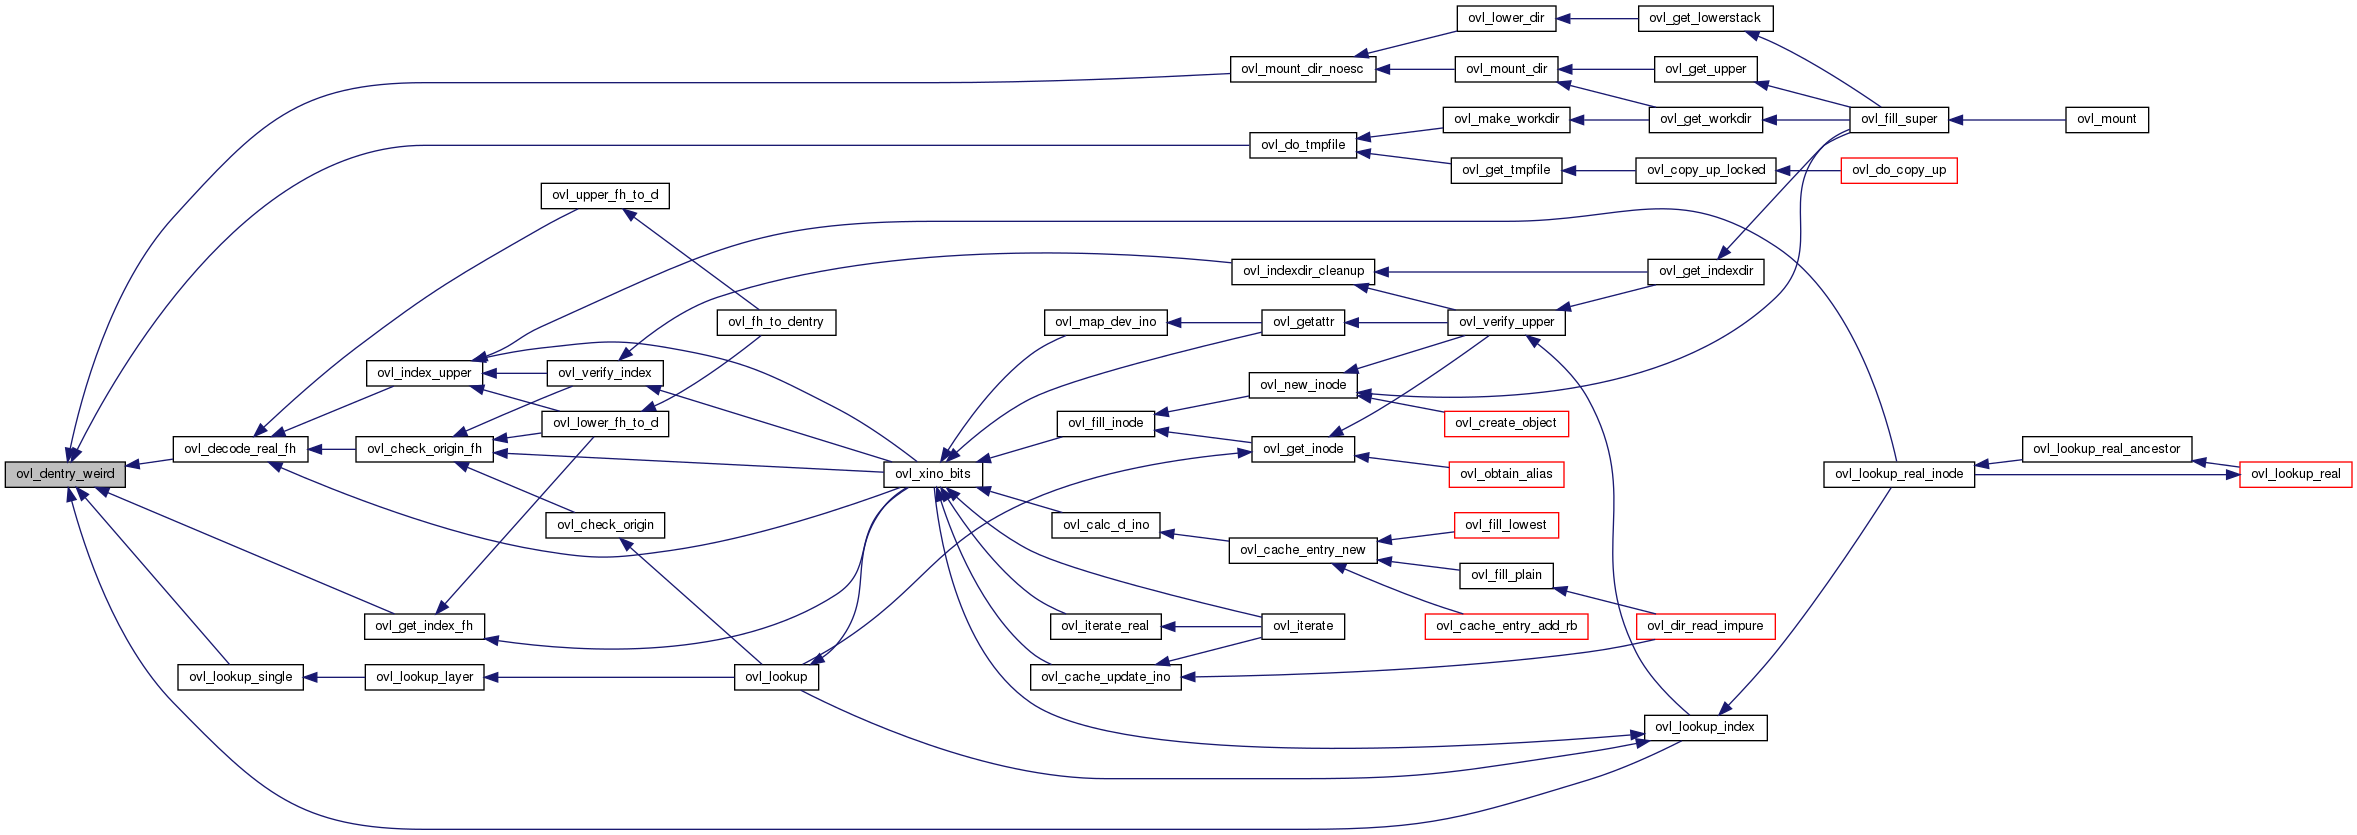 ovl_lower_dir
ovl_get_lowerstack
ovl_mount_dir_noesc
ovl_mount_dir
ovl_get_upper
ovl_make_workdir
ovl_get_workdir
ovl_fill_super
ovl_mount
ovl_do_tmpfile
ovl_get_tmpfile
ovl_copy_up_locked
ovl_do_copy_up
ovl_upper_fh_to_d
ovl_indexdir_cleanup
ovl_get_indexdir
ovl_fh_to_dentry
ovl_map_dev_ino
ovl_getattr
ovl_verify_upper
ovl_index_upper
ovl_verify_index
ovl_new_inode
ovl_lower_fh_to_d
ovl_fill_inode
ovl_create_object
ovl_decode_real_fh
ovl_check_origin_fh
ovl_get_inode
ovl_lookup_real_ancestor
ovl_dentry_weird
ovl_xino_bits
ovl_obtain_alias
ovl_lookup_real_inode
ovl_lookup_real
ovl_check_origin
ovl_calc_d_ino
ovl_fill_lowest
ovl_cache_entry_new
ovl_fill_plain
ovl_get_index_fh
ovl_iterate_real
ovl_iterate
ovl_cache_entry_add_rb
ovl_dir_read_impure
ovl_lookup_single
ovl_lookup_layer
ovl_lookup
ovl_cache_update_ino
ovl_lookup_index